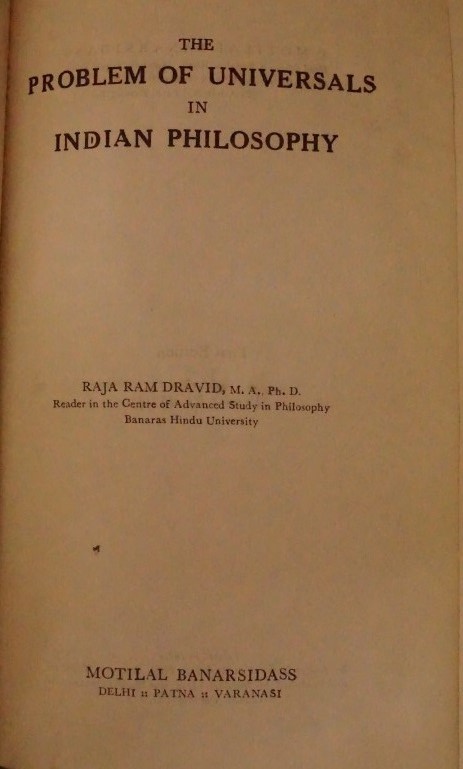 THE
PROBLEM OF UNIVERSALS
IN
INDIAN PHILOSOPHY
RAJA RAM DRAVID, M. A., Ph. D.
Reader in the Centre of Advanced Study in Philosophy
Banaras Hindu University
MOTILAL BANARSIDASS
DELHI :: PATNA :: VARANASI